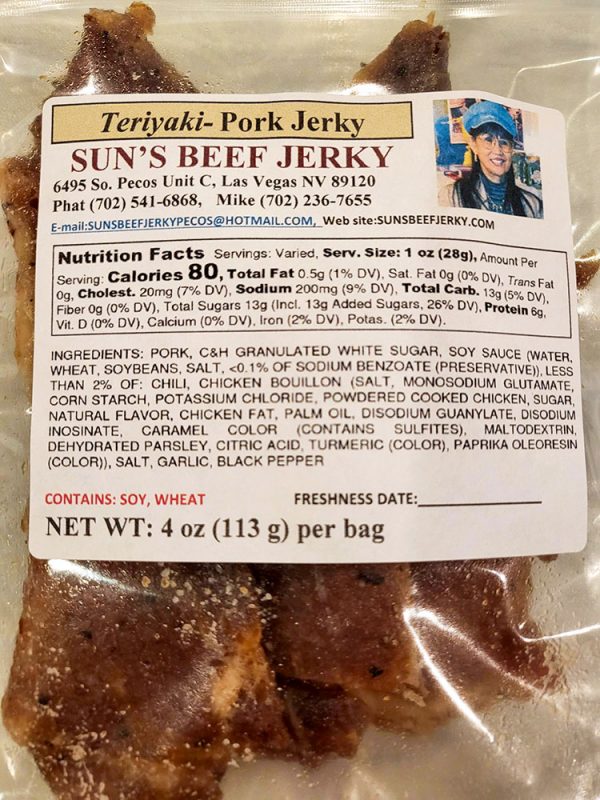 Teriyaki- Pork Jerky
SUN'S BEEF JERKY
6495 So. Pecos Unit C, Las Vegas NV 89120
Phat (702) 541-6868, Mike (702) 236-7655
E-mail:SUNSBEEFJERKYPECOS@HOTMAIL.COM, Web site:SUNSBEEFJERKY.COM
Nutrition Facts Servings: Varied, Serv. Size: 1 oz (28g), Amount Per
Serving: Calories 80, Total Fat 0.5g (1% DV), Sat. Fat 0g (0% DV), Trans Fat
0g, Cholest. 20mg (7% DV), Sodium 200mg (9% DV), Total Carb. 13g (5% DV),
Fiber 0g (0% DV), Total Sugars 13g (Incl. 13g Added Sugars, 26% DV), Protein 6g,
Vit. D (0% DV), Calcium (0% DV), Iron (2% DV), Potas. (2% DV).
INGREDIENTS: PORK, C&H GRANULATED WHITE SUGAR, SOY SAUCE (WATER,
WHEAT, SOYBEANS, SALT, <0.1% OF SODIUM BENZOATE (PRESERVATIVE)), LESS
THAN 2% OF: CHILI, CHICKEN BOUILLON (SALT, MONOSODIUM GLUTAMATE,
CORN STARCH, POTASSIUM CHLORIDE, POWDERED COOKED CHICKEN, SUGAR,
NATURAL FLAVOR, CHICKEN FAT, PALM OIL, DISODIUM GUANYLATE, DISODIUM
INOSINATE, CARAMEL COLOR (CONTAINS SULFITES), MALTODEXTRIN,
DEHYDRATED PARSLEY, CITRIC ACID, TURMERIC (COLOR), PAPRIKA OLEORESIN
(COLOR)), SALT, GARLIC, BLACK PEPPER
CONTAINS: SOY, WHEAT FRESHNESS DATE:
NET WT: 4 oz (113 g) per bag